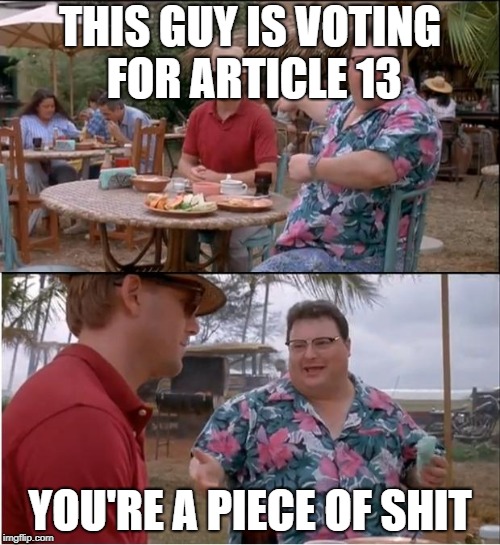 THIS GUY IS VOTING
FOR ARTICLE 13
YOU'RE A PIECE OF SHIT
imgflip.com